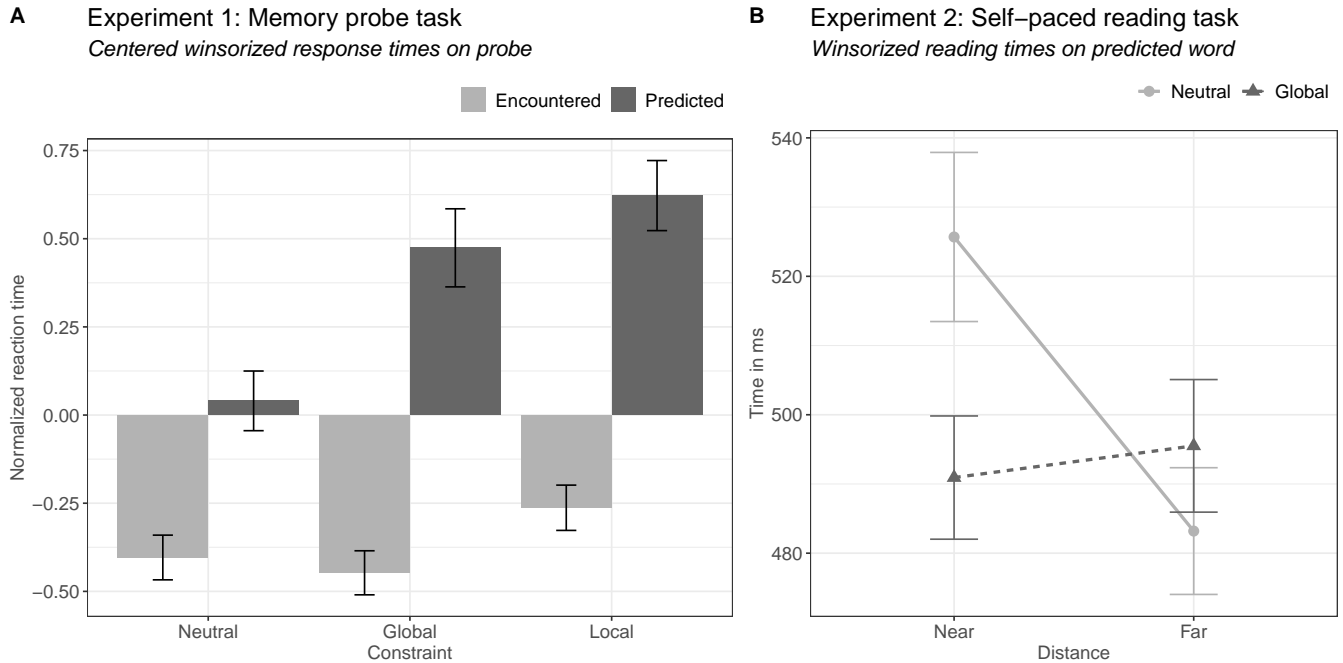 A
Experiment 1: Memory probe task
Centered winsorized response times on probe
Encountered Predicted
Normalized reaction time
0.75
0.50
0.25
0.00
−0.25
−0.50
Neutral Global Local
Constraint
B
Experiment 2: Self−paced reading task
Winsorized reading times on predicted word
Neutral Global
Time in ms
540
520
500
480
Near Far
Distance